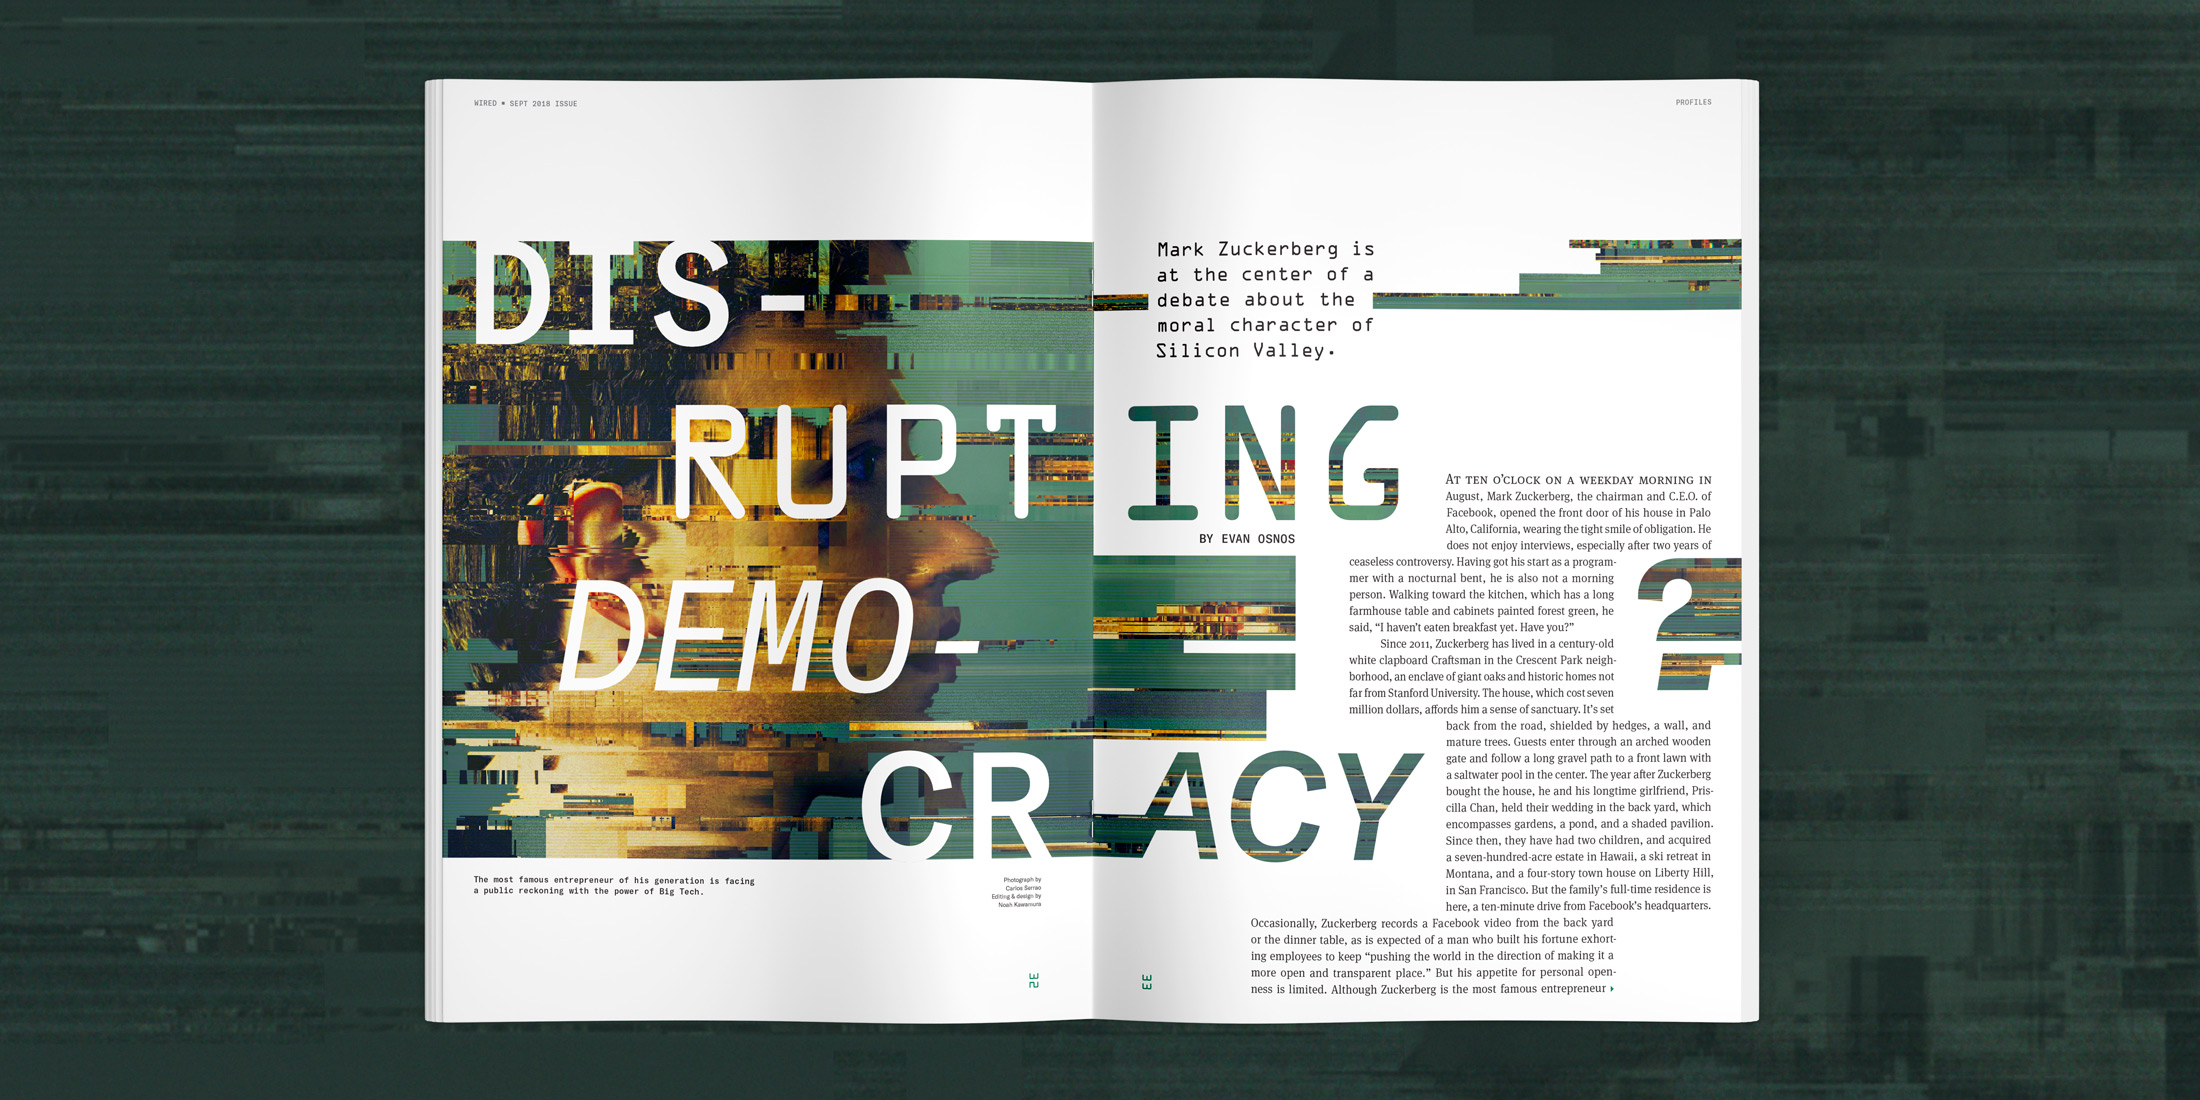 WIRED ▪ SEPT 2018 ISSUE
PROFILES
DIS-
RUPTING
DEMO-
CRACY
?
Mark Zuckerberg is
at the center of a
debate about the
moral character of
Silicon Valley.
BY EVAN OSNOS
AT TEN O’CLOCK ON A WEEKDAY MORNING IN
August, Mark Zuckerberg, the chairman and C.E.O. of
Facebook, opened the front door of his house in Palo
Alto, California, wearing the tight smile of obligation. He
does not enjoy interviews, especially after two years of
ceaseless controversy. Having got his start as a program-
mer with a nocturnal bent, he is also not a morning
person. Walking toward the kitchen, which has a long
farmhouse table and cabinets painted forest green, he
said, “I haven’t eaten breakfast yet. Have you?”
Since 2011, Zuckerberg has lived in a century-old
white clapboard Craftsman in the Crescent Park neigh-
borhood, an enclave of giant oaks and historic homes not
far from Stanford University. The house, which cost seven
million dollars, affords him a sense of sanctuary. It’s set
back from the road, shielded by hedges, a wall, and
mature trees. Guests enter through an arched wooden
gate and follow a long gravel path to a front lawn with
a saltwater pool in the center. The year after Zuckerberg
bought the house, he and his longtime girlfriend, Pris-
cilla Chan, held their wedding in the back yard, which
encompasses gardens, a pond, and a shaded pavilion.
Since then, they have had two children, and acquired
a seven-hundred-acre estate in Hawaii, a ski retreat in
Montana, and a four-story town house on Liberty Hill,
in San Francisco. But the family’s full-time residence is
here, a ten-minute drive from Facebook’s headquarters.
Occasionally, Zuckerberg records a Facebook video from the back yard
or the dinner table, as is expected of a man who built his fortune exhort-
ing employees to keep “pushing the world in the direction of making it a
more open and transparent place.” But his appetite for personal open-
ness is limited. Although Zuckerberg is the most famous entrepreneur
The most famous entrepreneur of his generation is facing
a public reckoning with the power of Big Tech.
Photograph by
Carlos Serrao
Editing & design by
Noah Kawamura
32
33